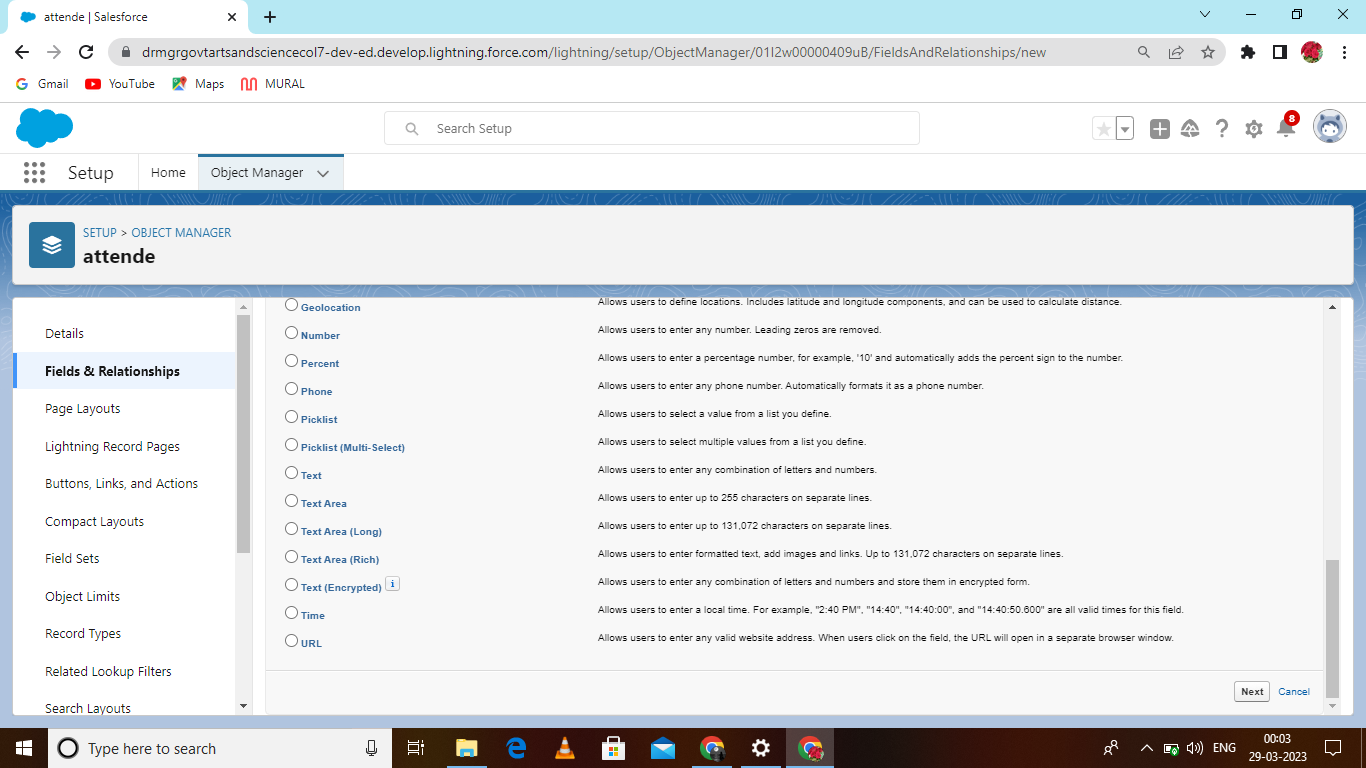 attende | Salesforce
drmgrgovtartsandsciencecol7-dev-ed.develop.lightning.force.com/lightning/setup/ObjectManager/01I2w00000409uB/FieldsAndRelationships/new
Gmail YouTube Maps MURAL
Search Setup
8
Setup Home Object Manager
SETUP > OBJECT MANAGER
attende
Details
Fields & Relationships
Page Layouts
Lightning Record Pages
Buttons, Links, and Actions
Compact Layouts
Field Sets
Object Limits
Record Types
Related Lookup Filters
Search Layouts
Geolocation Allows users to define locations. Includes latitude and longitude components, and can be used to calculate distance.
Number Allows users to enter any number. Leading zeros are removed.
Percent Allows users to enter a percentage number, for example, '10' and automatically adds the percent sign to the number.
Phone Allows users to enter any phone number. Automatically formats it as a phone number.
Picklist Allows users to select a value from a list you define.
Picklist (Multi-Select) Allows users to select multiple values from a list you define.
Text Allows users to enter any combination of letters and numbers.
Text Area Allows users to enter up to 255 characters on separate lines.
Text Area (Long) Allows users to enter up to 131,072 characters on separate lines.
Text Area (Rich) Allows users to enter formatted text, add images and links. Up to 131,072 characters on separate lines.
Text (Encrypted) i Allows users to enter any combination of letters and numbers and store them in encrypted form.
Time Allows users to enter a local time. For example, "2:40 PM", "14:40", "14:40:00", and "14:40:50.600" are all valid times for this field.
URL Allows users to enter any valid website address. When users click on the field, the URL will open in a separate browser window.
Next Cancel
Type here to search
ENG
00:03
29-03-2023